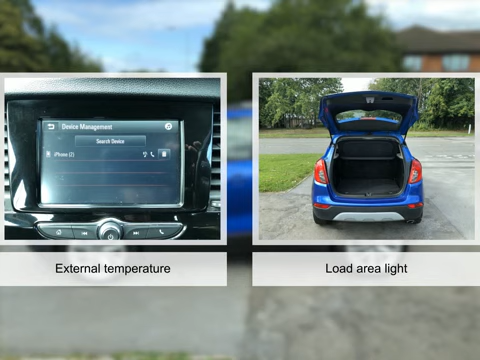 Device Management
Search Device
iPhone (2)
External temperature
Load area light